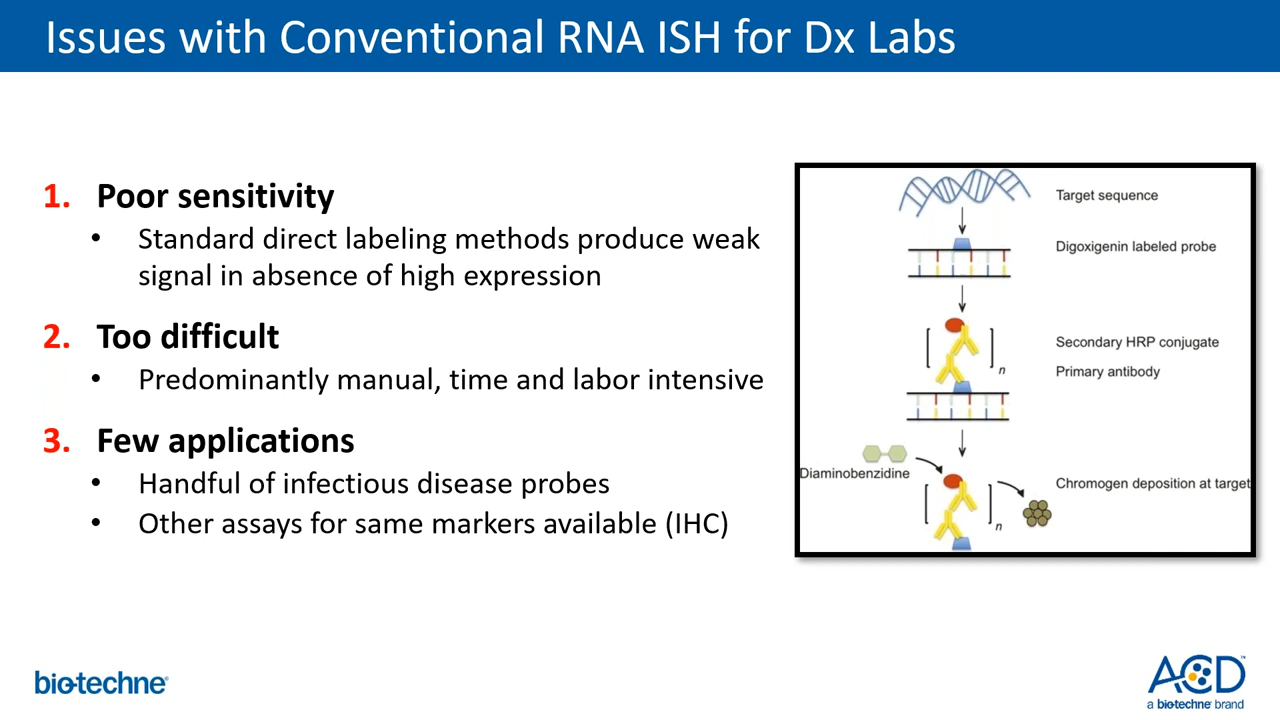 Issues with Conventional RNA ISH for Dx Labs
1. Poor sensitivity
• Standard direct labeling methods produce weak
signal in absence of high expression
2. Too difficult
• Predominantly manual, time and labor intensive
3. Few applications
• Handful of infectious disease probes
• Other assays for same markers available (IHC)
Target sequence
Digoxigenin labeled probe
Secondary HRP conjugate
n
Primary antibody
Diaminobenzidine
Chromogen deposition at target
n
bio-techne®
ACD™
a bio-techne® brand